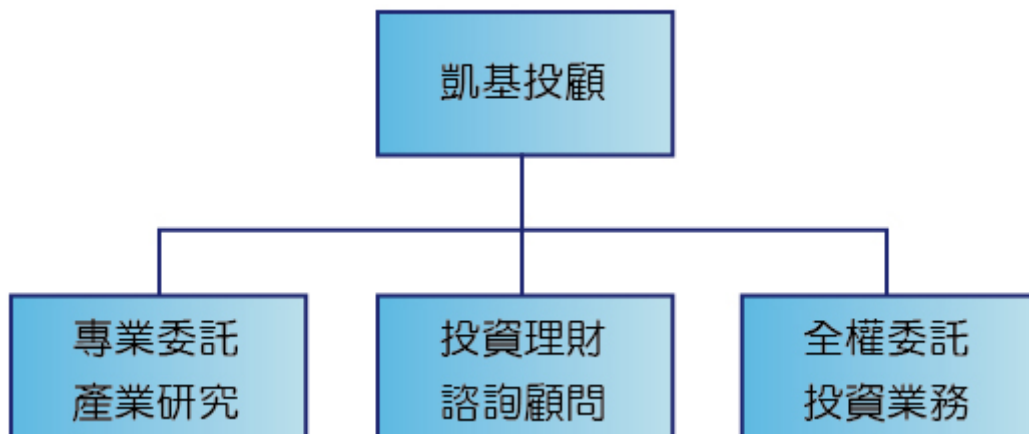 凱基投顧
專業委託
產業研究
投資理財
諮詢顧問
全權委託
投資業務